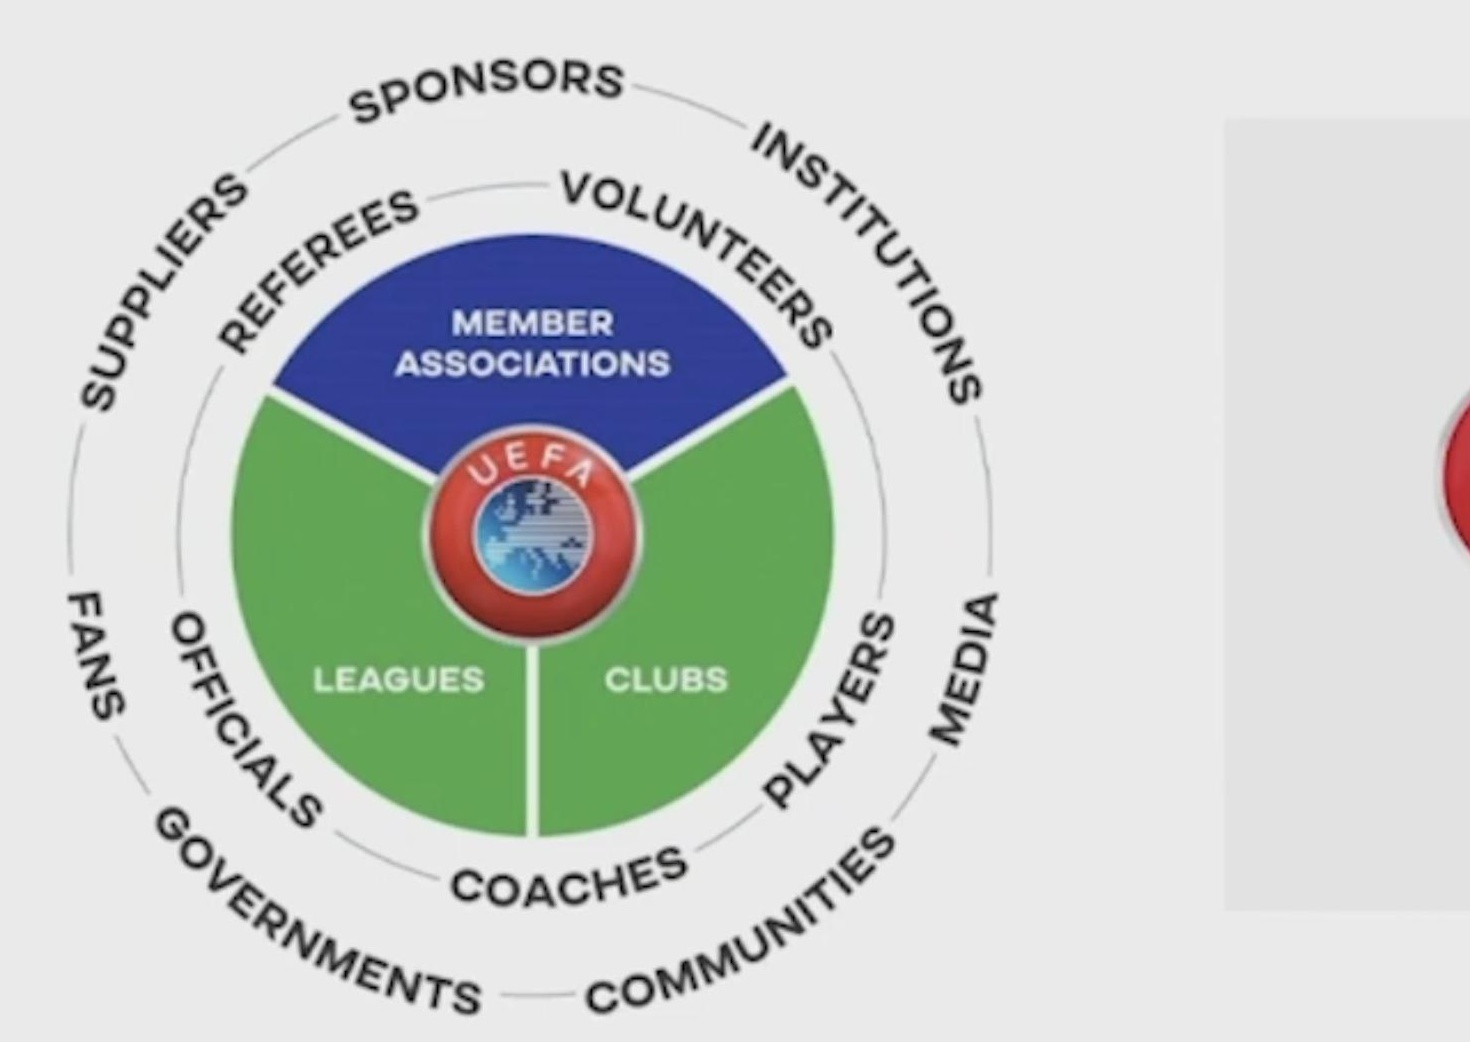 SPONSORS
INSTITUTIONS
MEDIA
COMMUNITIES
GOVERNMENTS
FANS
SUPPLIERS
REFEREES
VOLUNTEERS
PLAYERS
COACHES
OFFICIALS
MEMBER
ASSOCIATIONS
UEFA
LEAGUES
CLUBS